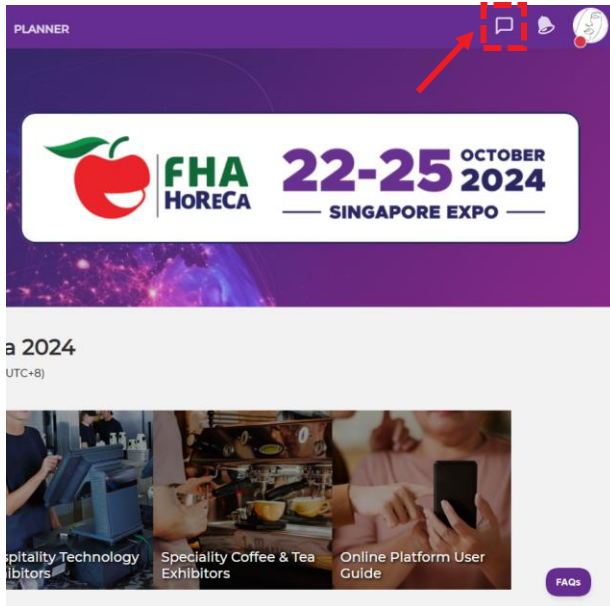 PLANNER
FHA
HoReCa
22-25 OCTOBER 2024
SINGAPORE EXPO
a 2024
UTC+8)
spitality Technology
ibitors
Speciality Coffee & Tea
Exhibitors
Online Platform User
Guide
FAQs